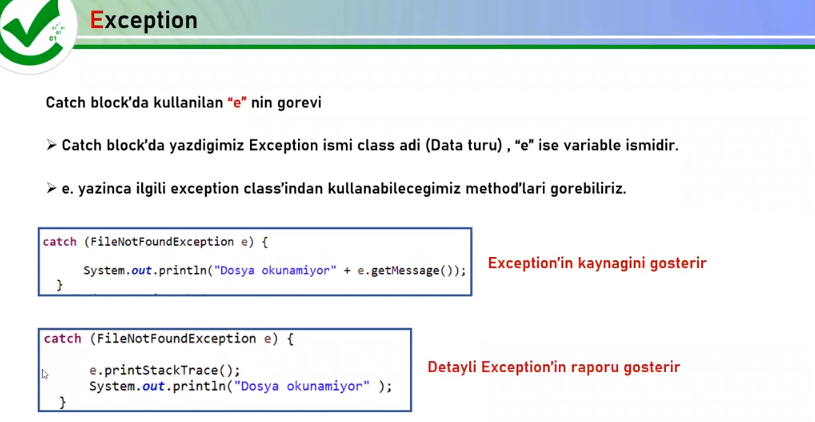 Exception
01
Catch block'da kullanilan “e” nin gorevi
➤ Catch block'da yazdigimiz Exception ismi class adi (Data turu) , “e” ise variable ismidir.
➤ e. yazinca ilgili exception class'indan kullanabilecegimiz method'lari gorebiliriz.
catch (FileNotFoundException e) {
System.out.println("Dosya okunamiyor" + e.getMessage());
}
Exception'in kaynagini gosterir
catch (FileNotFoundException e) {
e.printStackTrace();
System.out.println("Dosya okunamiyor" );
}
Detayli Exception'in raporu gosterir